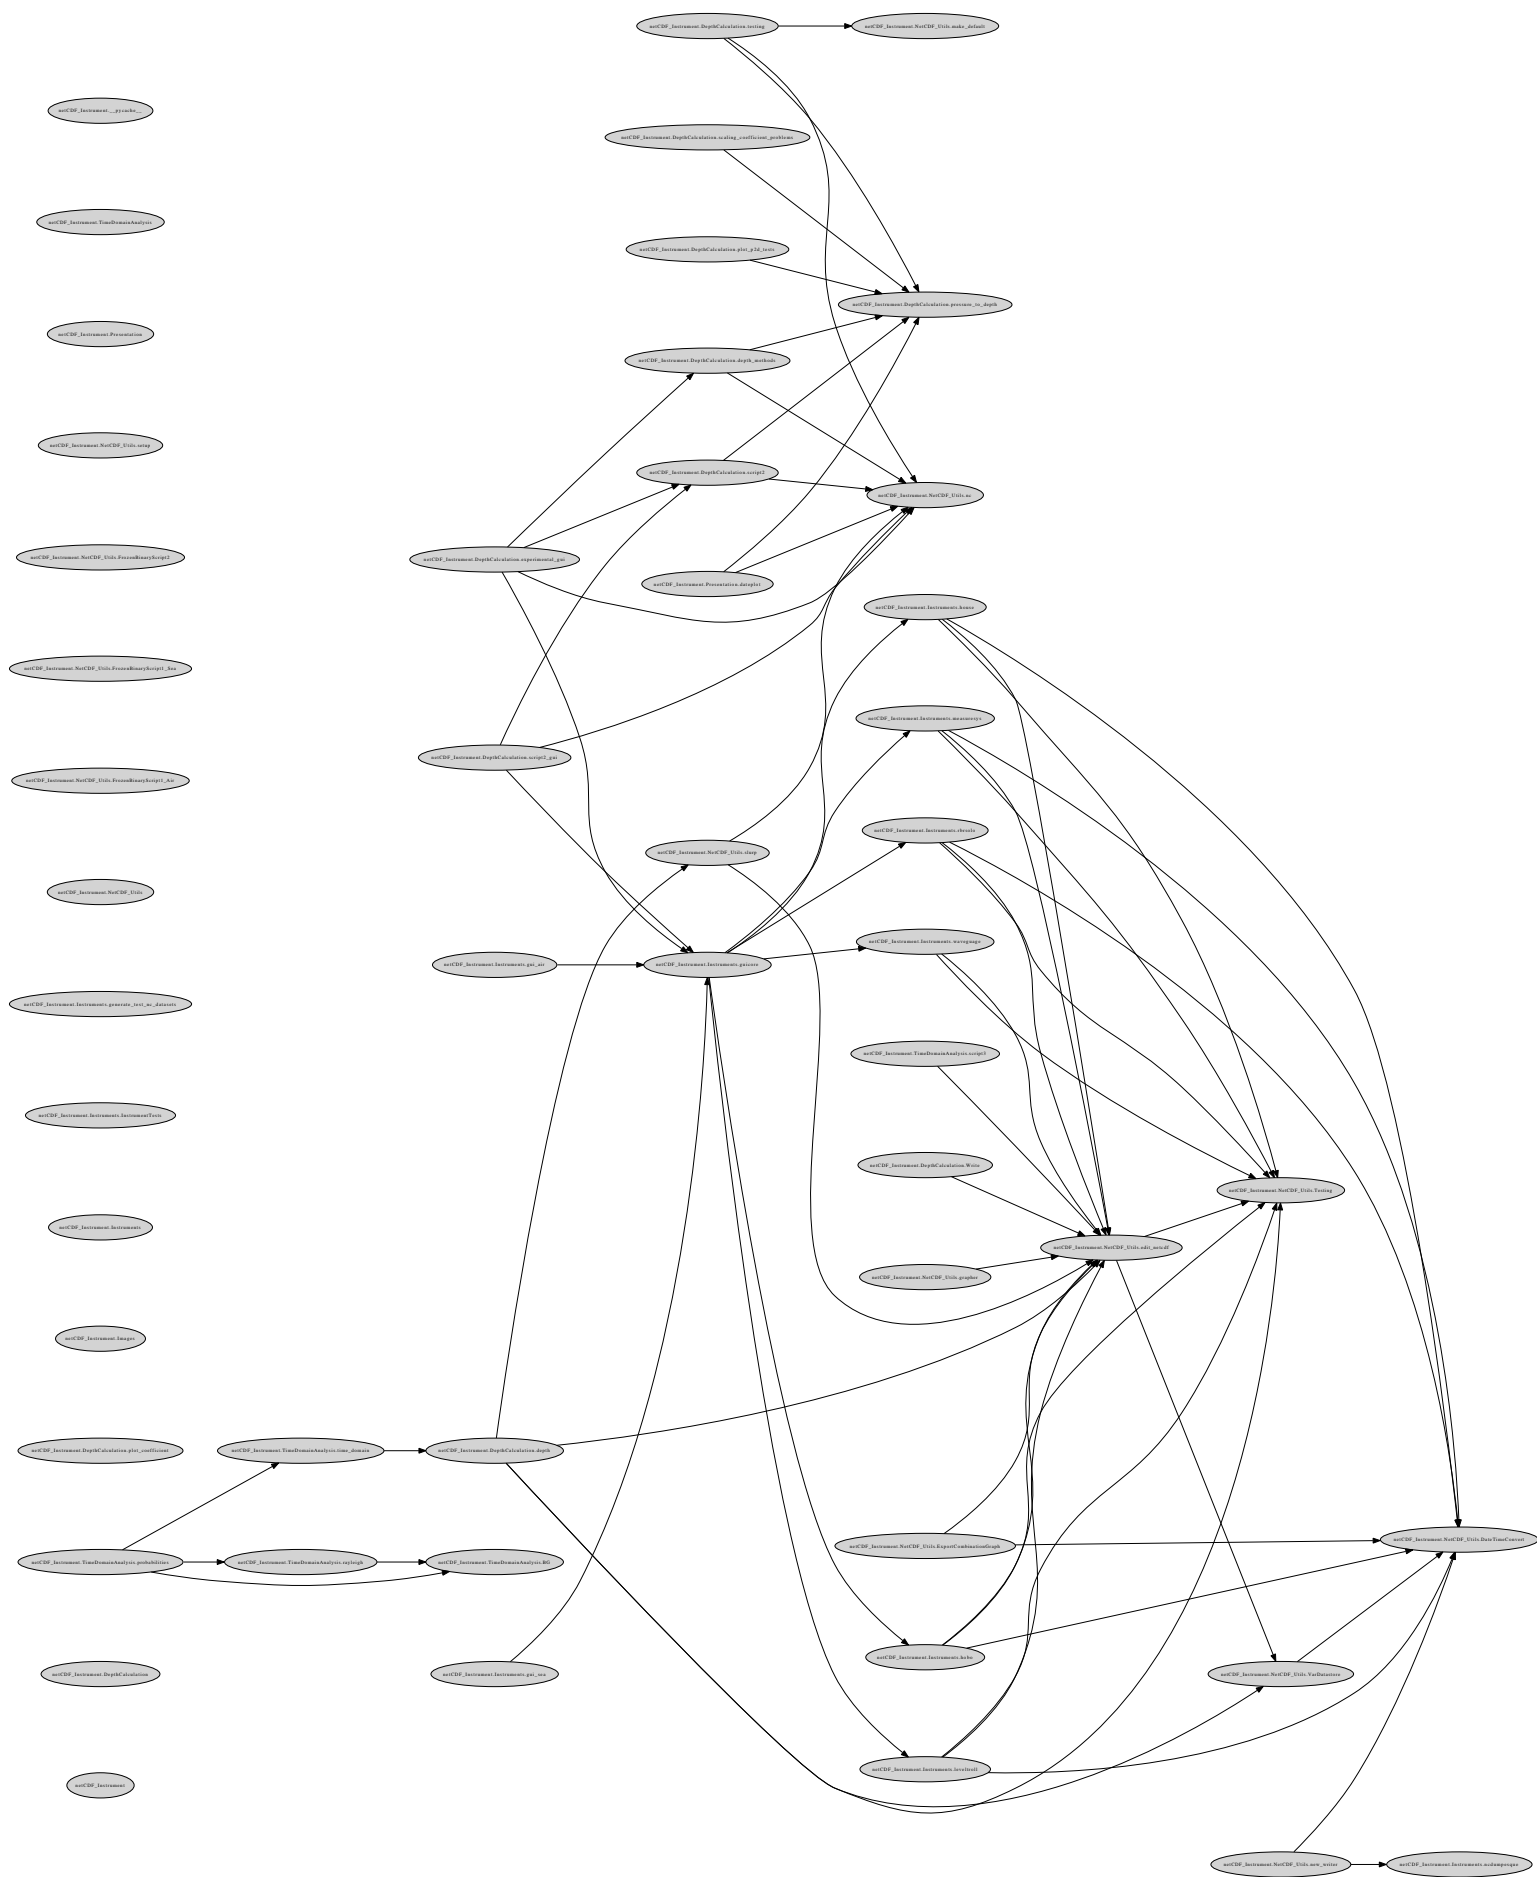 netCDF_Instrument.DepthCalculation.testing
netCDF_Instrument.NetCDF_Utils.make_default
netCDF_Instrument.__pycache__
netCDF_Instrument.DepthCalculation.scaling_coefficient_problems
netCDF_Instrument.TimeDomainAnalysis
netCDF_Instrument.DepthCalculation.plot_p2d_tests
netCDF_Instrument.DepthCalculation.pressure_to_depth
netCDF_Instrument.Presentation
netCDF_Instrument.DepthCalculation.depth_methods
netCDF_Instrument.NetCDF_Utils.setup
netCDF_Instrument.DepthCalculation.script2
netCDF_Instrument.NetCDF_Utils.nc
netCDF_Instrument.NetCDF_Utils.FrozenBinaryScript2
netCDF_Instrument.DepthCalculation.experimental_gui
netCDF_Instrument.Presentation.dateplot
netCDF_Instrument.Instruments.house
netCDF_Instrument.NetCDF_Utils.FrozenBinaryScript1_Sea
netCDF_Instrument.Instruments.measuresys
netCDF_Instrument.DepthCalculation.script2_gui
netCDF_Instrument.NetCDF_Utils.FrozenBinaryScript1_Air
netCDF_Instrument.Instruments.rbrsolo
netCDF_Instrument.NetCDF_Utils.slurp
netCDF_Instrument.NetCDF_Utils
netCDF_Instrument.Instruments.waveguage
netCDF_Instrument.Instruments.gui_air
netCDF_Instrument.Instruments.guicore
netCDF_Instrument.Instruments.generate_test_nc_datasets
netCDF_Instrument.TimeDomainAnalysis.script3
netCDF_Instrument.Instruments.InstrumentTests
netCDF_Instrument.DepthCalculation.Write
netCDF_Instrument.NetCDF_Utils.Testing
netCDF_Instrument.Instruments
netCDF_Instrument.NetCDF_Utils.edit_netcdf
netCDF_Instrument.NetCDF_Utils.grapher
netCDF_Instrument.Images
netCDF_Instrument.DepthCalculation.plot_coefficient
netCDF_Instrument.TimeDomainAnalysis.time_domain
netCDF_Instrument.DepthCalculation.depth
netCDF_Instrument.NetCDF_Utils.ExportCombinationGraph
netCDF_Instrument.NetCDF_Utils.DateTimeConvert
netCDF_Instrument.TimeDomainAnalysis.probabilities
netCDF_Instrument.TimeDomainAnalysis.rayleigh
netCDF_Instrument.TimeDomainAnalysis.BG
netCDF_Instrument.Instruments.hobo
netCDF_Instrument.DepthCalculation
netCDF_Instrument.Instruments.gui_sea
netCDF_Instrument.NetCDF_Utils.VarDatastore
netCDF_Instrument.Instruments.leveltroll
netCDF_Instrument
netCDF_Instrument.NetCDF_Utils.new_writer
netCDF_Instrument.Instruments.ncdumpesque